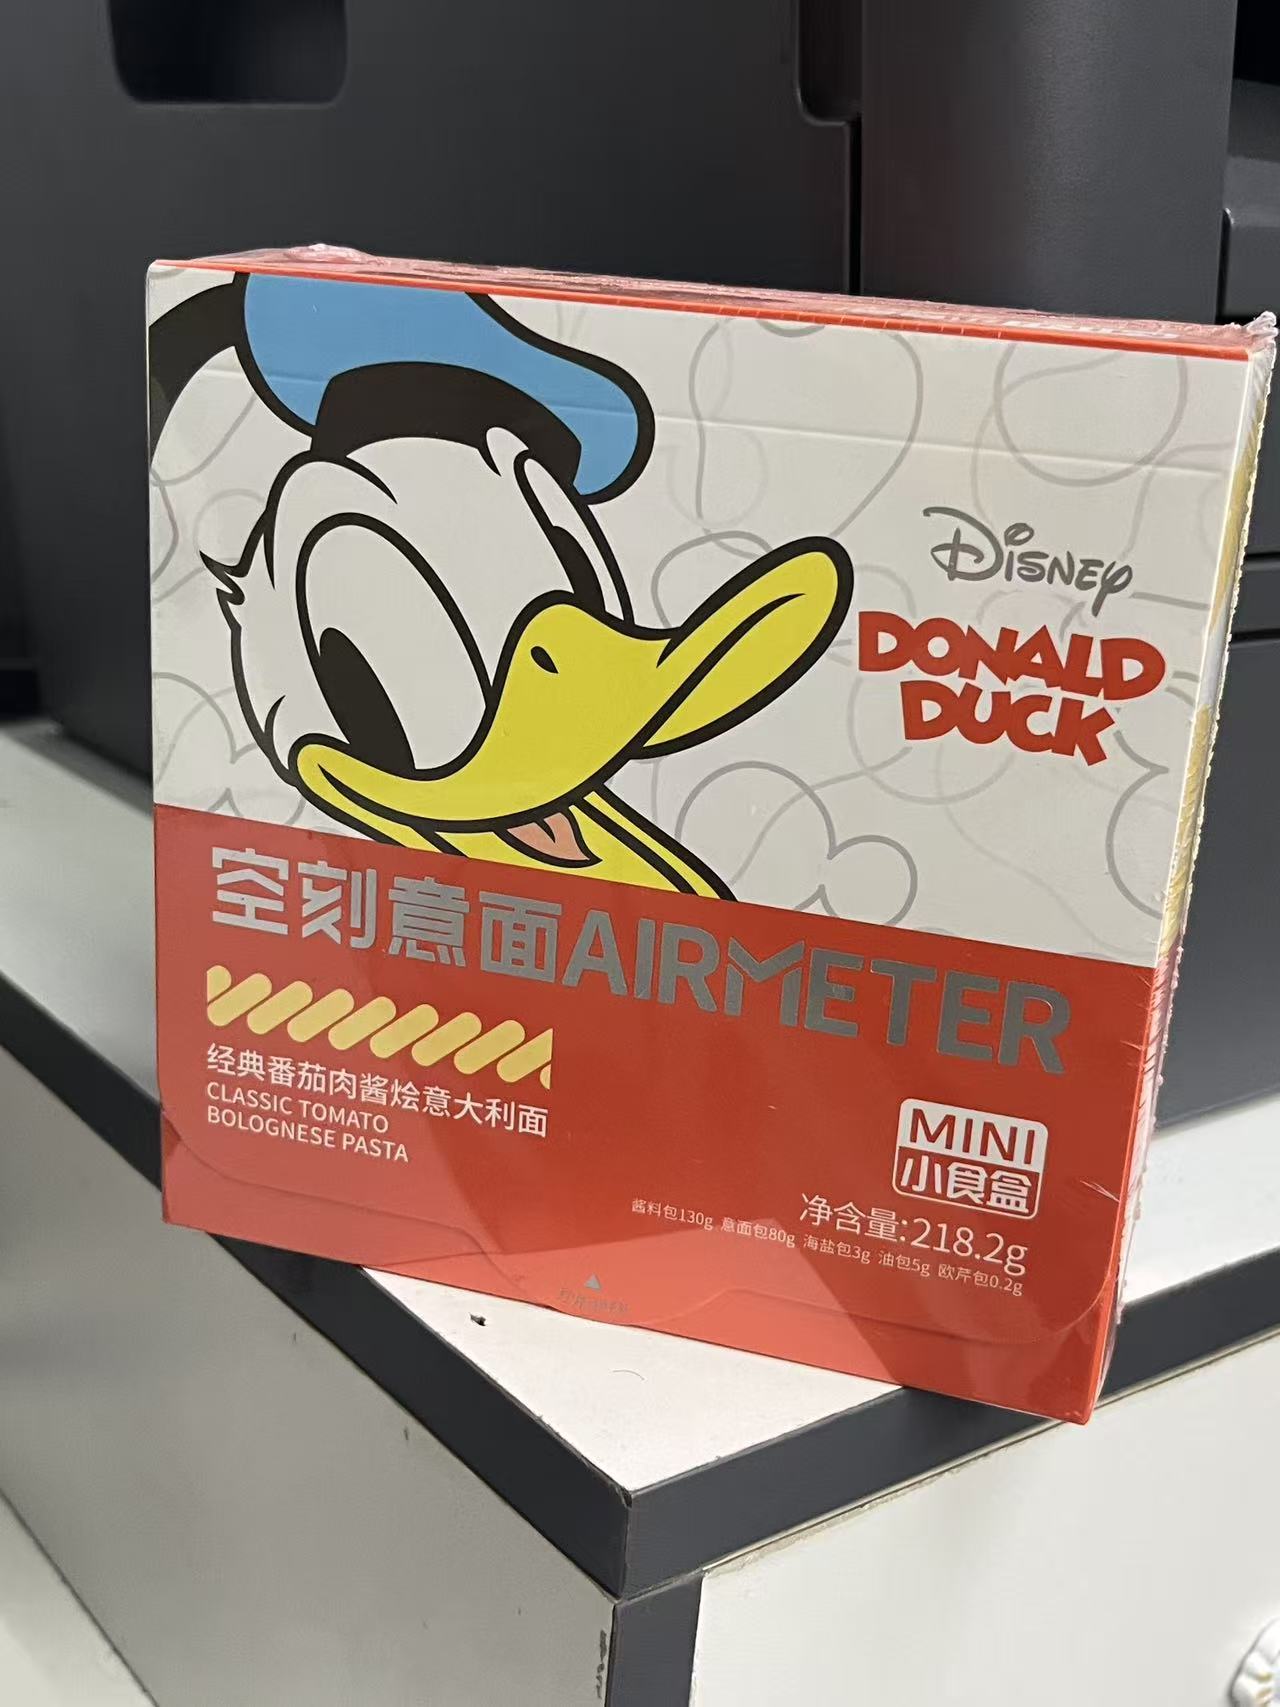 Disney
DONALD
DUCK
空刻意面AIRMETER
经典番茄肉酱烩意大利面
CLASSIC TOMATO
BOLOGNESE PASTA
MINI
小食盒
净含量:218.2g
酱料包130g 意面包80g 海盐包3g 油包5g 欧芹包0.2g